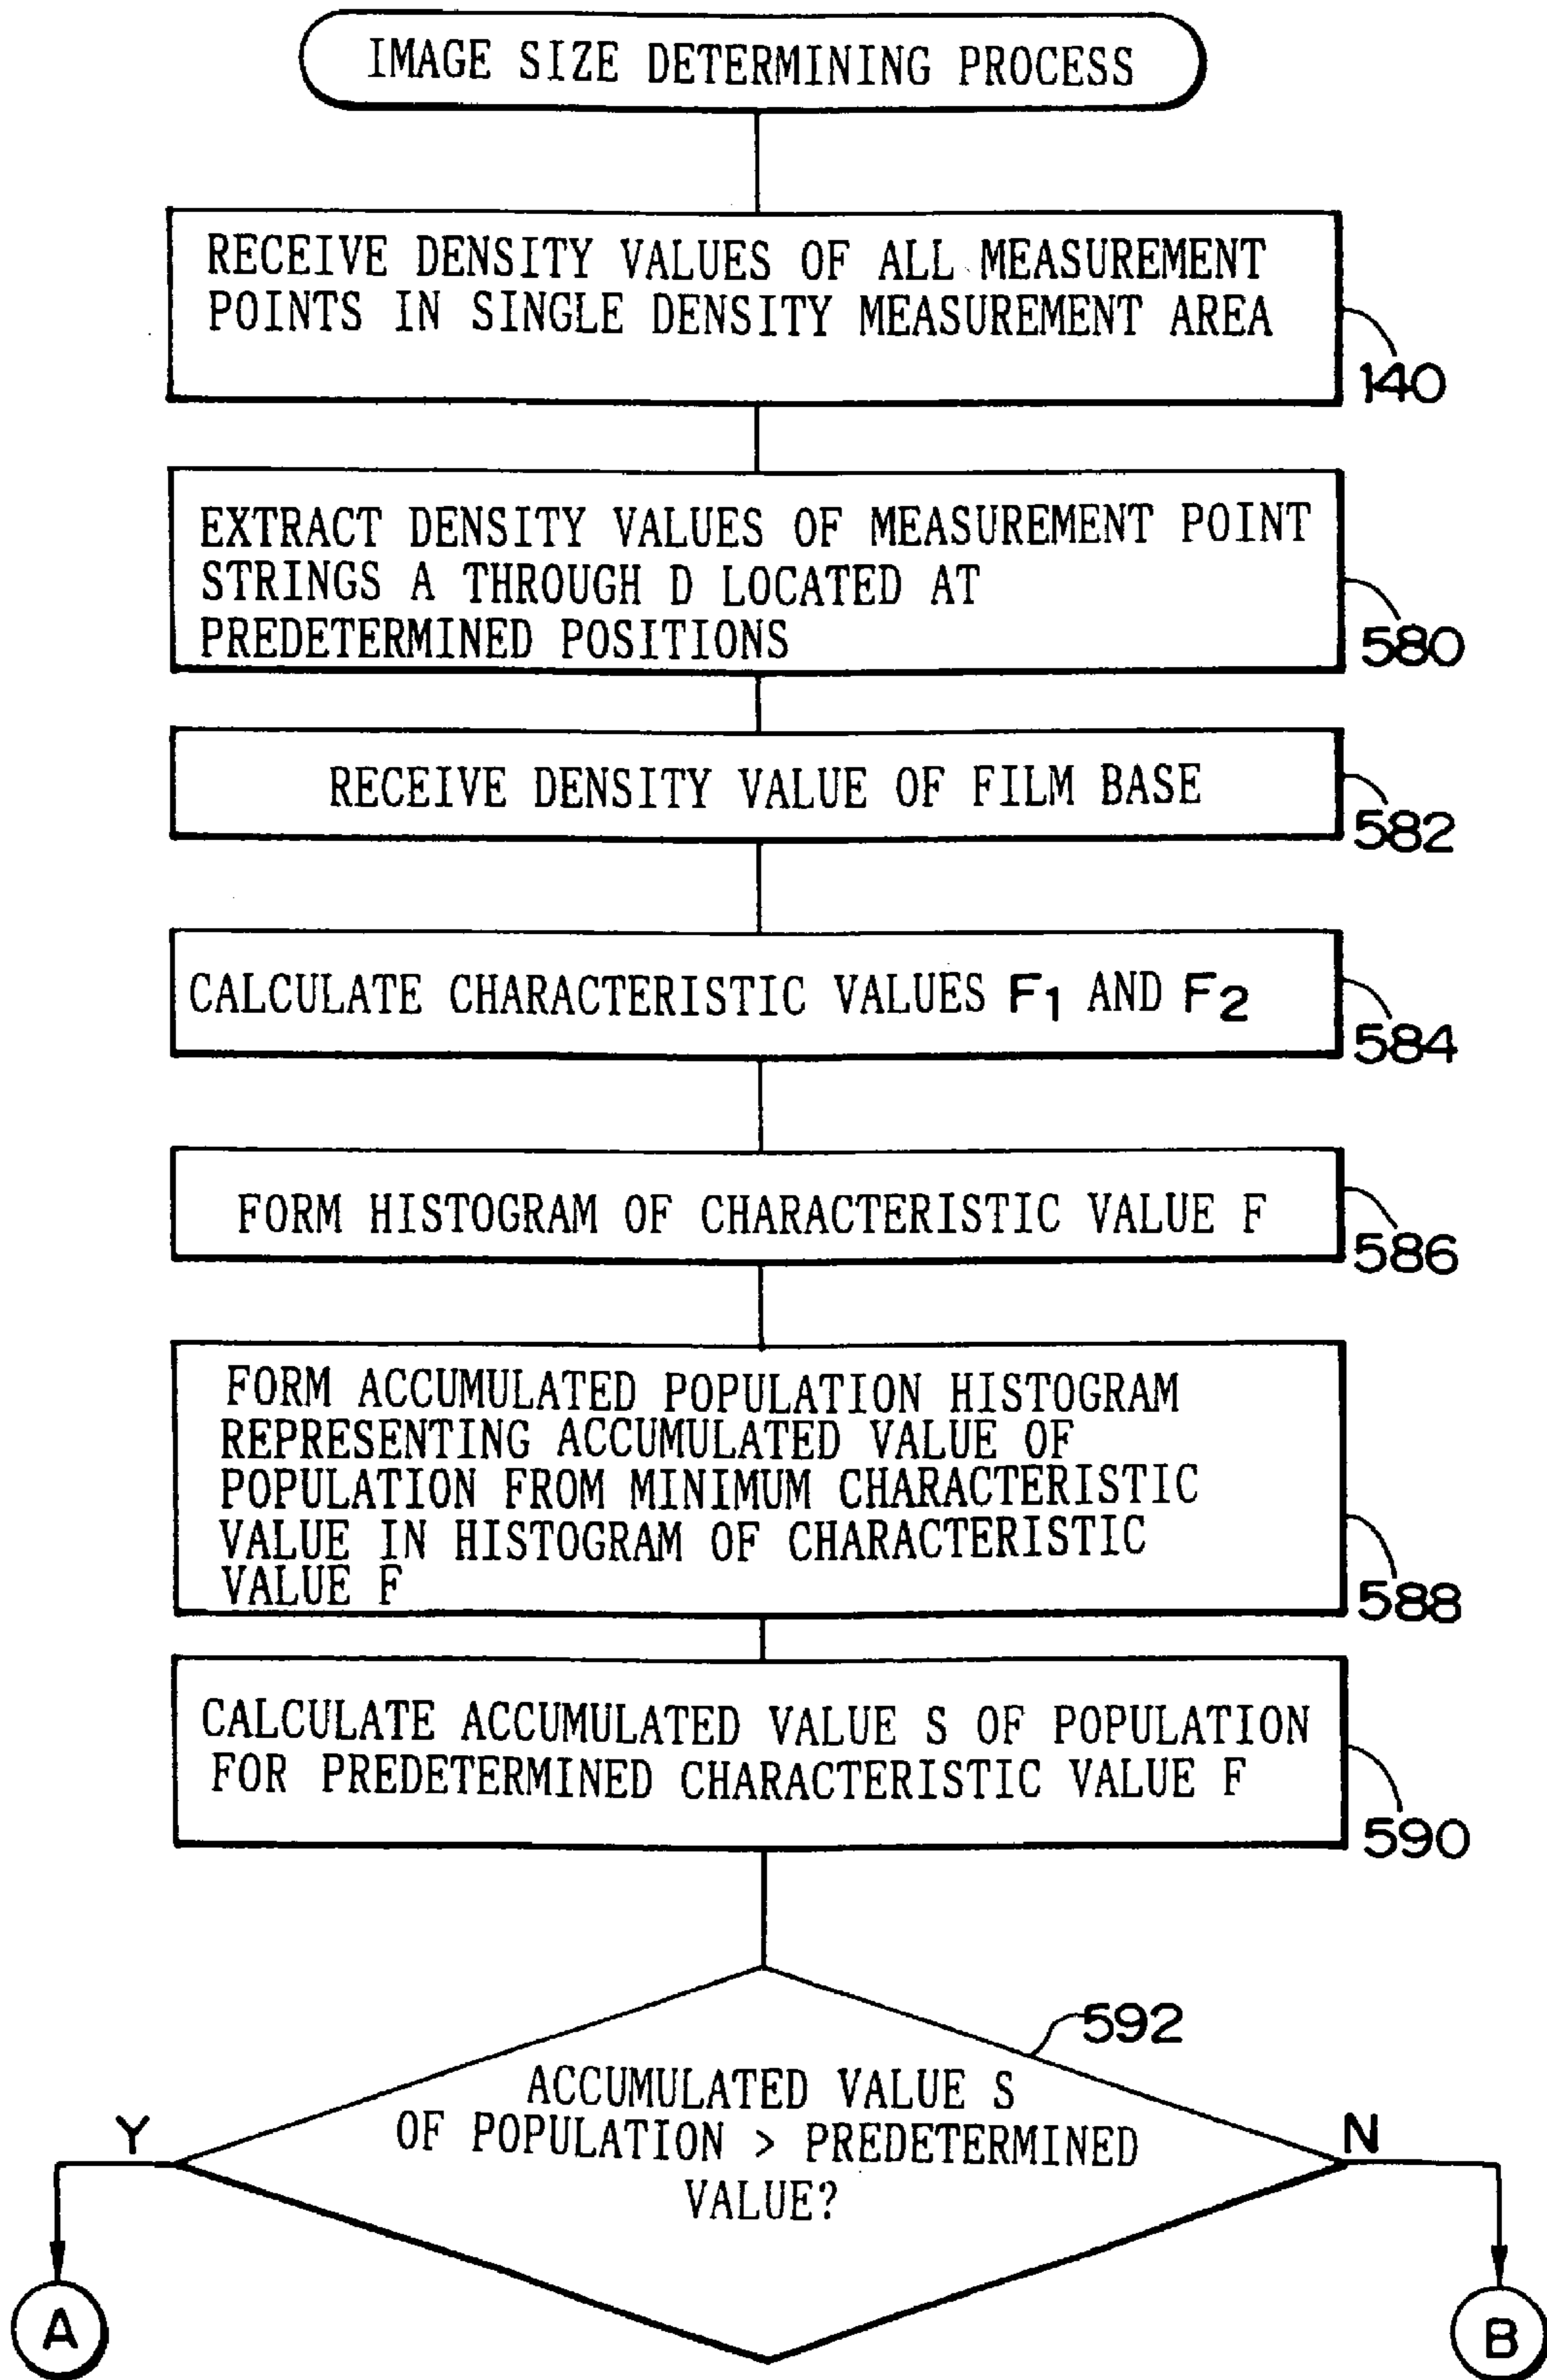 IMAGE SIZE DETERMINING PROCESS
RECEIVE DENSITY VALUES OF ALL MEASUREMENT
POINTS IN SINGLE DENSITY MEASUREMENT AREA
140
EXTRACT DENSITY VALUES OF MEASUREMENT POINT
STRINGS A THROUGH D LOCATED AT
PREDETERMINED POSITIONS
580
RECEIVE DENSITY VALUE OF FILM BASE
582
CALCULATE CHARACTERISTIC VALUES F1 AND F2
584
FORM HISTOGRAM OF CHARACTERISTIC VALUE F
586
FORM ACCUMULATED POPULATION HISTOGRAM
REPRESENTING ACCUMULATED VALUE OF
POPULATION FROM MINIMUM CHARACTERISTIC
VALUE IN HISTOGRAM OF CHARACTERISTIC
VALUE F
588
CALCULATE ACCUMULATED VALUE S OF POPULATION
FOR PREDETERMINED CHARACTERISTIC VALUE F
590
592
ACCUMULATED VALUE S
OF POPULATION > PREDETERMINED
VALUE?
Y
N
A
B